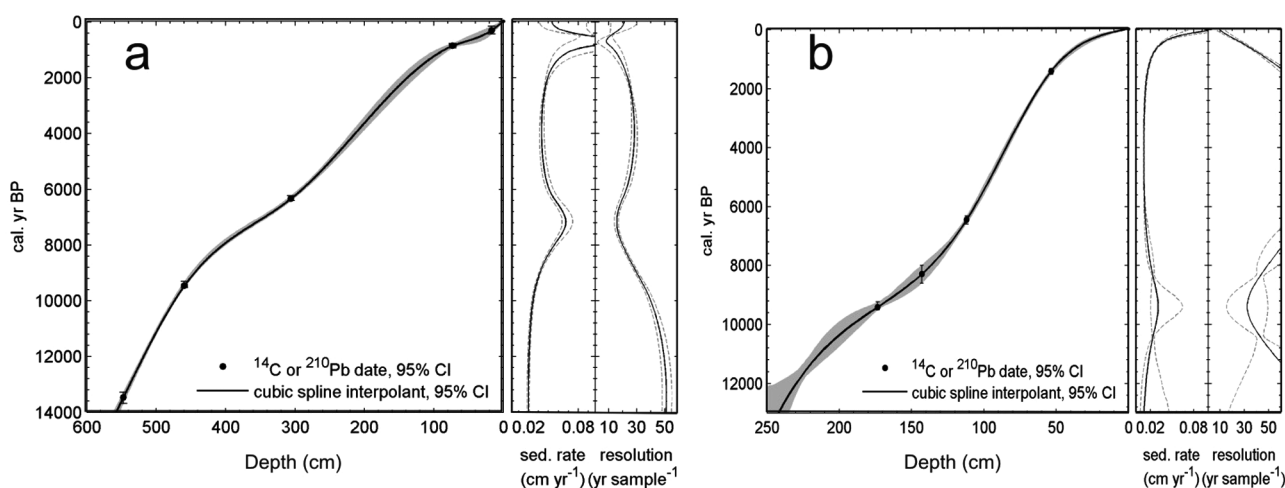 a
0
2000
4000
6000
8000
10000
12000
14000
cal. yr BP
14C or 210Pb date, 95% CI
cubic spline interpolant, 95% CI
600 500 400 300 200 100 0
Depth (cm)
0.02 0.08 10 50
sed. rate resolution
(cm yr-1) (yr sample-1
b
0
2000
4000
6000
8000
10000
12000
cal. yr BP
14C or 210Pb date, 95% CI
cubic spline interpolant, 95% CI
250 200 150 100 50 0
Depth (cm)
0.02 0.08 10 30 50
sed. rate resolution
(cm yr-1) (yr sample-1